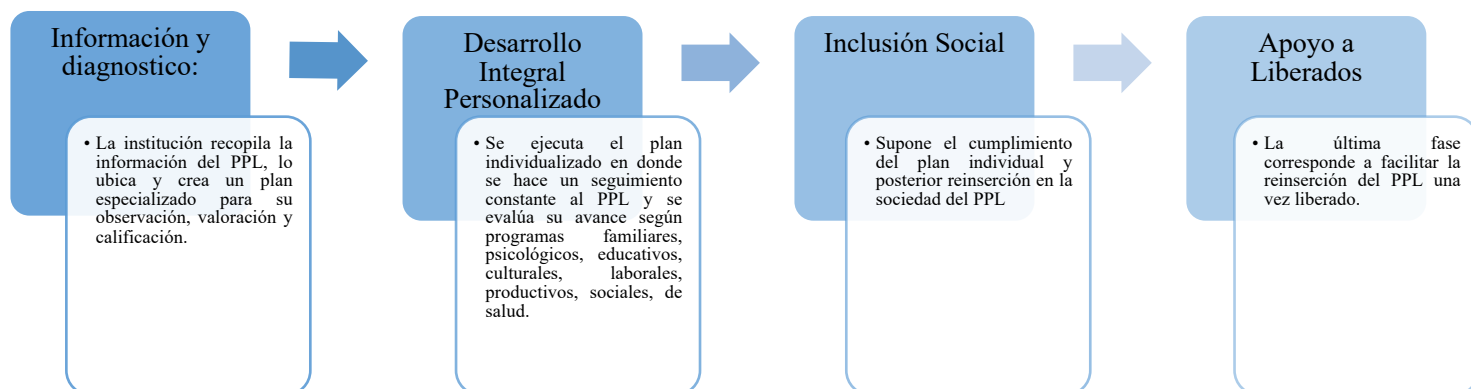 Información y
diagnostico:
• La institución recopila la
información del PPL, lo
ubica y crea un plan
especializado para su
observación, valoración y
calificación.
Desarrollo
Integral
Personalizado
• Se ejecuta el plan
individualizado en donde
se hace un seguimiento
constante al PPL y se
evalúa su avance según
programas familiares,
psicológicos, educativos,
culturales, laborales,
productivos, sociales, de
salud.
Inclusión Social
• Supone el cumplimiento
del plan individual y
posterior reinserción en la
sociedad del PPL
Apoyo a
Liberados
• La última fase
corresponde a facilitar la
reinserción del PPL una
vez liberado.